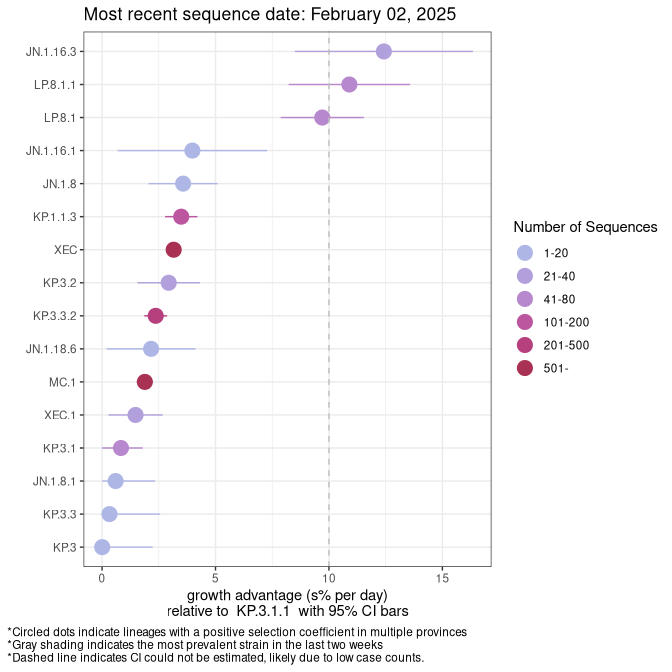 Most recent sequence date: February 02, 2025
JN.1.16.3
LP.8.1.1
LP.8.1
JN.1.16.1
JN.1.8
KP.1.1.3
XEC
KP.3.2
KP.3.3.2
JN.1.18.6
MC.1
XEC.1
KP.3.1
JN.1.8.1
KP.3.3
KP.3
0 5 10 15
growth advantage (s% per day)
relative to KP.3.1.1 with 95% CI bars
Number of Sequences
1-20
21-40
41-80
101-200
201-500
501-
*Circled dots indicate lineages with a positive selection coefficient in multiple provinces
*Gray shading indicates the most prevalent strain in the last two weeks
*Dashed line indicates CI could not be estimated, likely due to low case counts.